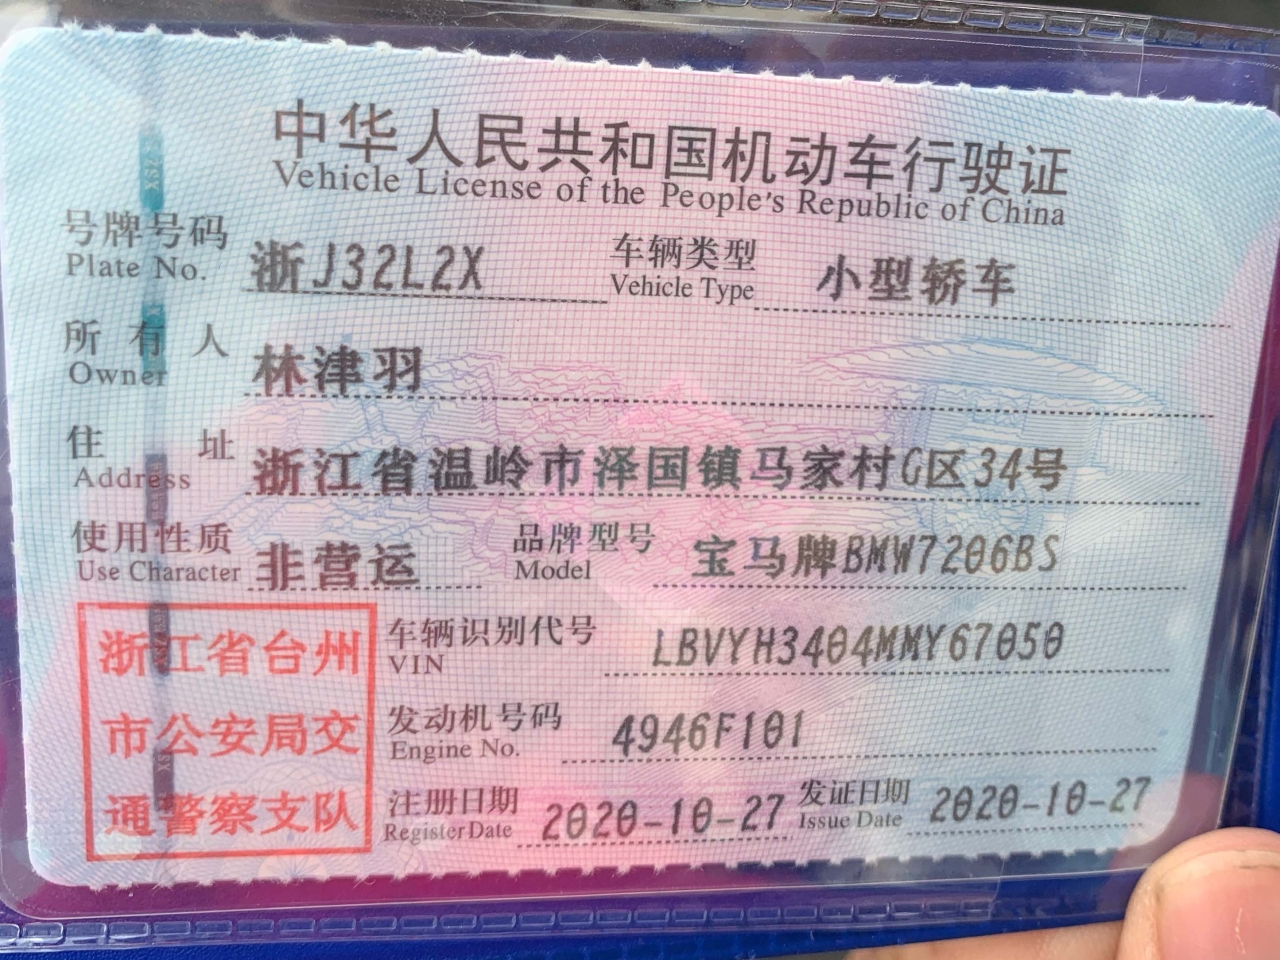 中华人民共和国机动车行驶证
Vehicle License of the People's Republic of China
号牌号码 浙J32L2X 车辆类型 小型轿车
Plate No. Vehicle Type
所有人 林津羽
Owner
住址 浙江省温岭市泽国镇马家村G区34号
Address
使用性质 非营运 品牌型号 宝马牌BMW7206BS
Use Character Model
浙江省台州
市公安局交
通警察支队
车辆识别代号 LBVYH3404MMY67050
VIN
发动机号码 4946F101
Engine No.
注册日期 2020-10-27 发证日期 2020-10-27
Register Date Issue Date